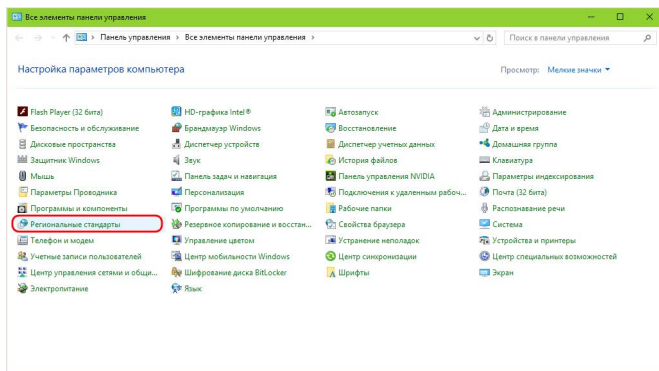 Все элементы панели управления
Панель управления > Все элементы панели управления >
Поиск в панели управления
Настройка параметров компьютера
Просмотр: Мелкие значки
Flash Player (32 бита) HD-графика Intel® Автозапуск Администрирование
Безопасность и обслуживание Брандмауэр Windows Восстановление Дата и время
Дисковые пространства Диспетчер устройств Диспетчер учетных данных Домашняя группа
Защитник Windows Звук История файлов Клавиатура
Мышь Панель задач и навигация Панель управления NVIDIA Параметры индексирования
Параметры Проводника Персонализация Подключения к удаленным рабоч... Почта (32 бита)
Программы и компоненты Программы по умолчанию Рабочие папки Распознавание речи
Региональные стандарты Резервное копирование и восстан... Свойства браузера Система
Телефон и модем Управление цветом Устранение неполадок Устройства и принтеры
Учетные записи пользователей Центр мобильности Windows Центр синхронизации Центр специальных возможностей
Центр управления сетями и общи... Шифрование диска BitLocker Шрифты Экран
Электропитание Язык